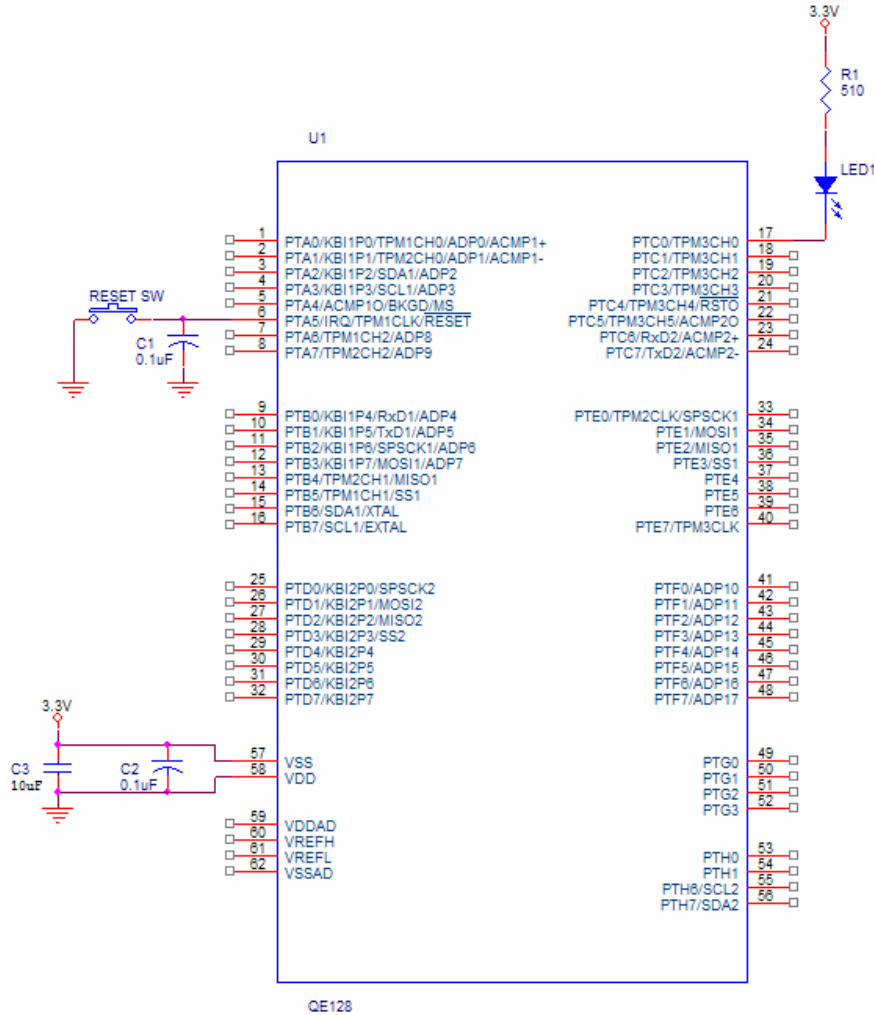 3.3V
R1
510
LED1
U1
1 PTA0/KBI1P0/TPM1CH0/ADP0/ACMP1+
2 PTA1/KBI1P1/TPM2CH0/ADP1/ACMP1-
3 PTA2/KBI1P2/SDA1/ADP2
4 PTA3/KBI1P3/SCL1/ADP3
5 PTA4/ACMP1O/BKGD/MS
6 PTA5/IRQ/TPM1CLK/RESET
7 PTA6/TPM1CH2/ADP8
8 PTA7/TPM2CH2/ADP9
PTC0/TPM3CH0 17
PTC1/TPM3CH1 18
PTC2/TPM3CH2 19
PTC3/TPM3CH3 20
PTC4/TPM3CH4/RSTO 21
PTC5/TPM3CH5/ACMP2O 22
PTC6/RxD2/ACMP2+ 23
PTC7/TxD2/ACMP2- 24
RESET SW
C1
0.1uF
9 PTB0/KBI1P4/RxD1/ADP4
10 PTB1/KBI1P5/TxD1/ADP5
11 PTB2/KBI1P6/SPSCK1/ADP6
12 PTB3/KBI1P7/MOSI1/ADP7
13 PTB4/TPM2CH1/MISO1
14 PTB5/TPM1CH1/SS1
15 PTB6/SDA1/XTAL
16 PTB7/SCL1/EXTAL
PTE0/TPM2CLK/SPSCK1 33
PTE1/MOSI1 34
PTE2/MISO1 35
PTE3/SS1 36
PTE4 37
PTE5 38
PTE6 39
PTE7/TPM3CLK 40
25 PTD0/KBI2P0/SPSCK2
26 PTD1/KBI2P1/MOSI2
27 PTD2/KBI2P2/MISO2
28 PTD3/KBI2P3/SS2
29 PTD4/KBI2P4
30 PTD5/KBI2P5
31 PTD6/KBI2P6
32 PTD7/KBI2P7
PTF0/ADP10 41
PTF1/ADP11 42
PTF2/ADP12 43
PTF3/ADP13 44
PTF4/ADP14 45
PTF5/ADP15 46
PTF6/ADP16 47
PTF7/ADP17 48
3.3V
C3
10uF
C2
0.1uF
57 VSS
58 VDD
59 VDDAD
60 VREFH
61 VREFL
62 VSSAD
PTG0 49
PTG1 50
PTG2 51
PTG3 52
PTH0 53
PTH1 54
PTH6/SCL2 55
PTH7/SDA2 56
QE128